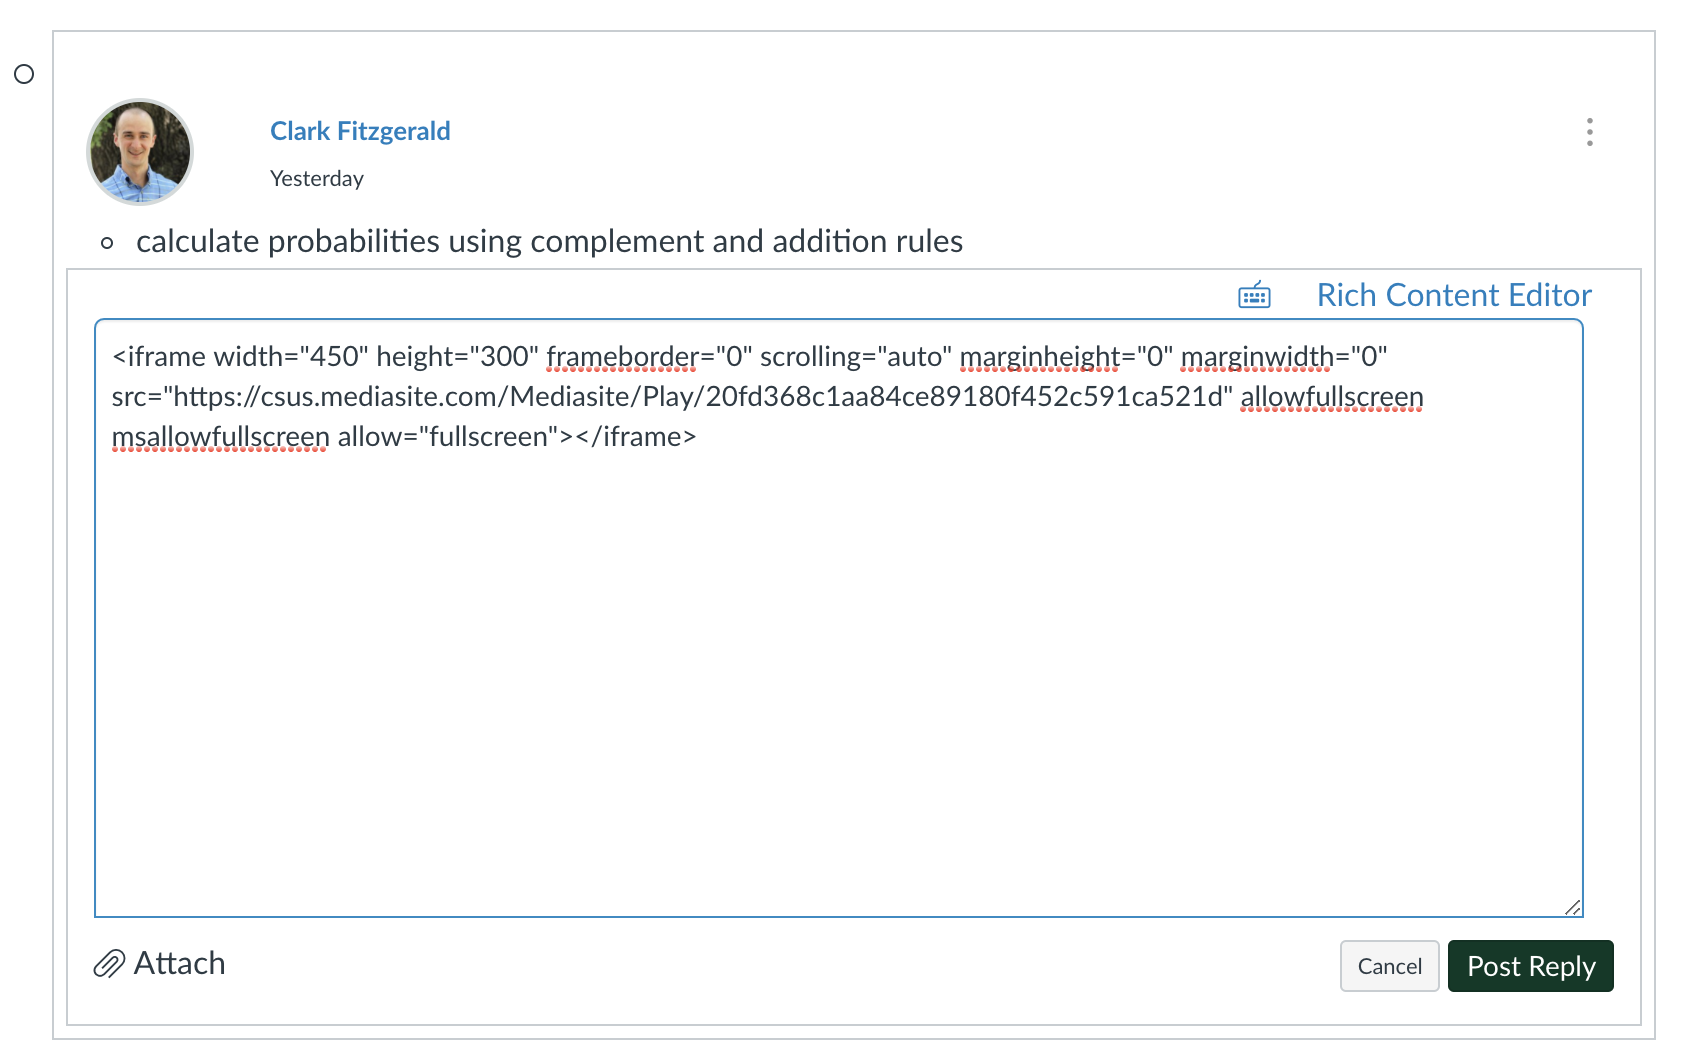 Clark Fitzgerald
Yesterday
calculate probabilities using complement and addition rules
Rich Content Editor
<iframe width="450" height="300" frameborder="0" scrolling="auto" marginheight="0" marginwidth="0"
src="https://csus.mediasite.com/Mediasite/Play/20fd368c1aa84ce89180f452c591ca521d" allowfullscreen
msallowfullscreen allow="fullscreen"></iframe>
Attach
Cancel
Post Reply